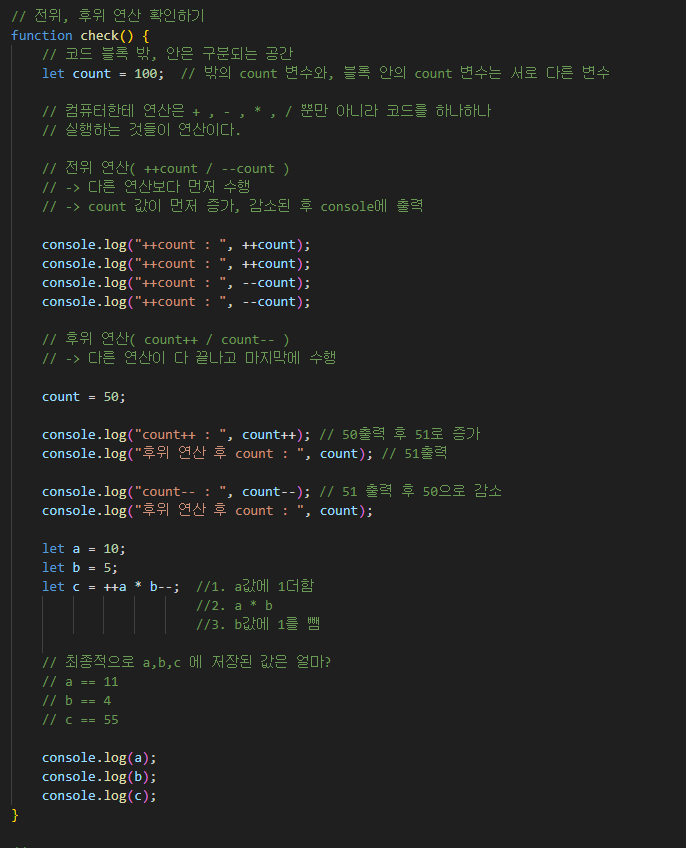 // 전위, 후위 연산 확인하기
function check() {
// 코드 블록 밖, 안은 구분되는 공간
let count = 100;  // 밖의 count 변수와, 블록 안의 count 변수는 서로 다른 변수
// 컴퓨터한테 연산은 + , - , * , / 뿐만 아니라 코드를 하나하나
// 실행하는 것들이 연산이다.
// 전위 연산( ++count / --count )
// -> 다른 연산보다 먼저 수행
// -> count 값이 먼저 증가, 감소된 후 console에 출력
console.log("++count : ", ++count);
console.log("++count : ", ++count);
console.log("++count : ", --count);
console.log("++count : ", --count);
// 후위 연산( count++ / count-- )
// -> 다른 연산이 다 끝나고 마지막에 수행
count = 50;
console.log("count++ : ", count++); // 50출력 후 51로 증가
console.log("후위 연산 후 count : ", count); // 51출력
console.log("count-- : ", count--); // 51 출력 후 50으로 감소
console.log("후위 연산 후 count : ", count);
let a = 10;
let b = 5;
let c = ++a * b--;  //1. a값에 1더함
//2. a * b
//3. b값에 1를 뺌
// 최종적으로 a,b,c 에 저장된 값은 얼마?
// a == 11
// b == 4
// c == 55
console.log(a);
console.log(b);
console.log(c);
}